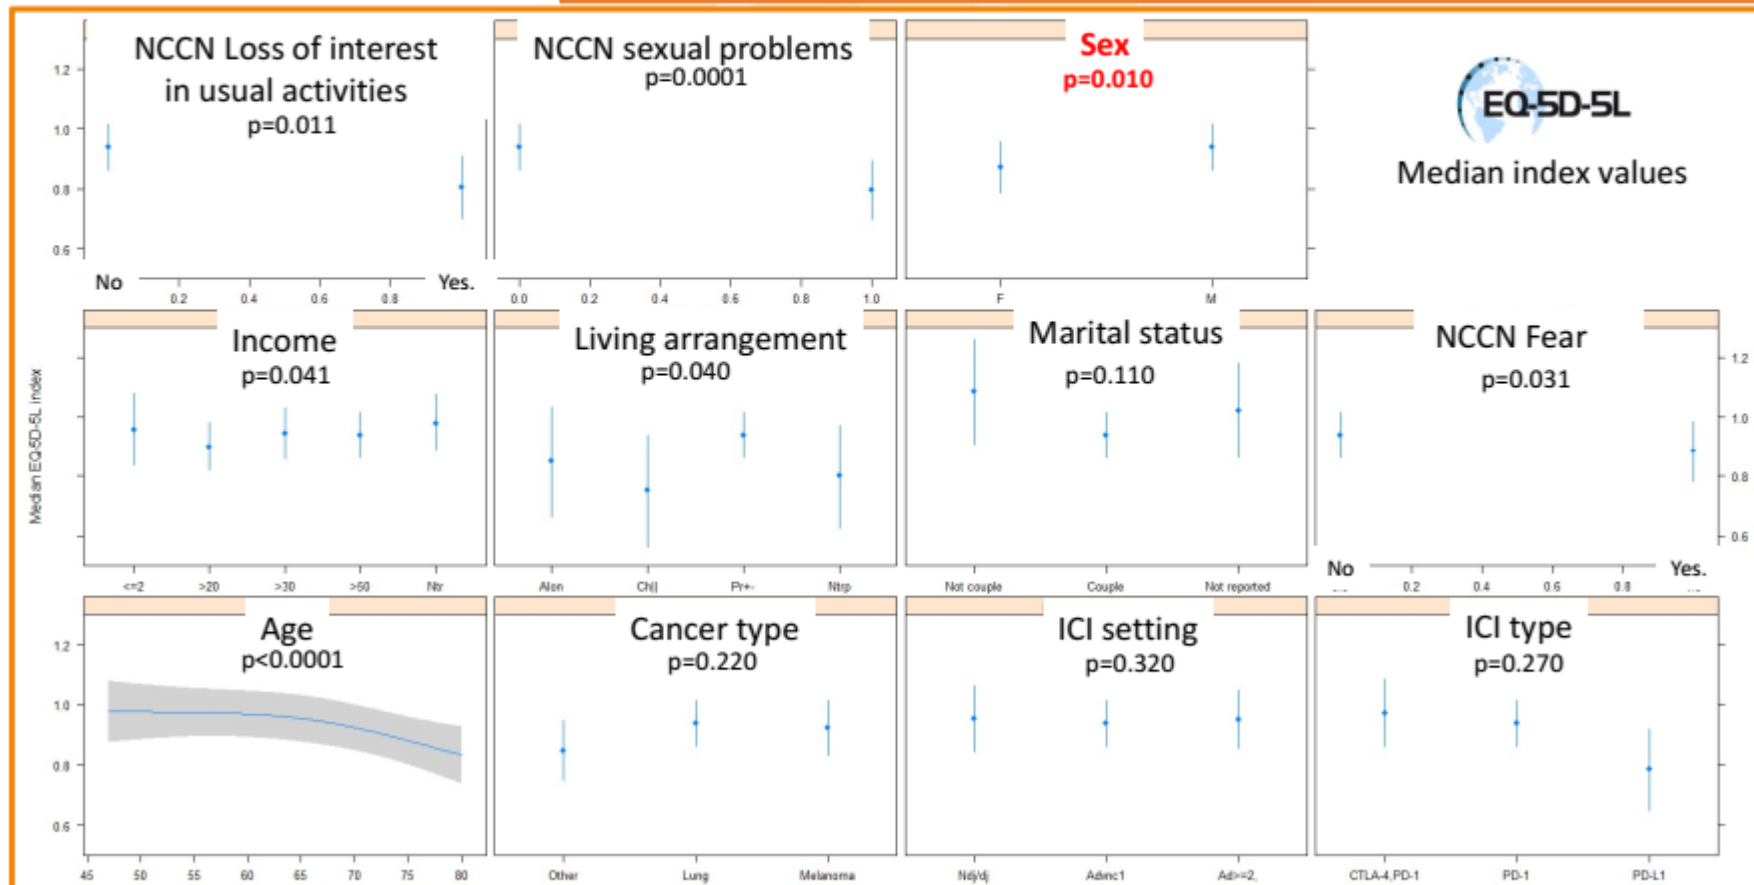 NCCN Loss of interest
in usual activities
p=0.011
NCCN sexual problems
p=0.0001
Sex
p=0.010
EQ-5D-5L
Median index values
1.2
1.0
0.8
0.6
No 0.2 0.4 0.6 0.8 Yes.
0.0 0.2 0.4 0.6 0.8 1.0
F M
Median EQ-5D-5L index
Income
p=0.041
Living arrangement
p=0.040
Marital status
p=0.110
NCCN Fear
p=0.031
1.2
1.0
0.8
0.6
<=2 >20 >30 >50 Ntr
Alon Ch|| Pr+- Ntrp
Not couple Couple Not reported
No 0.2 0.4 0.6 0.8 Yes.
Age
p<0.0001
Cancer type
p=0.220
ICI setting
p=0.320
ICI type
p=0.270
1.2
1.0
0.8
0.6
45 50 55 60 65 70 75 80
Other Lung Melanoma
Ndj/dj Advnc1 Ad>=2,
CTLA-4,PD-1 PD-1 PD-L1